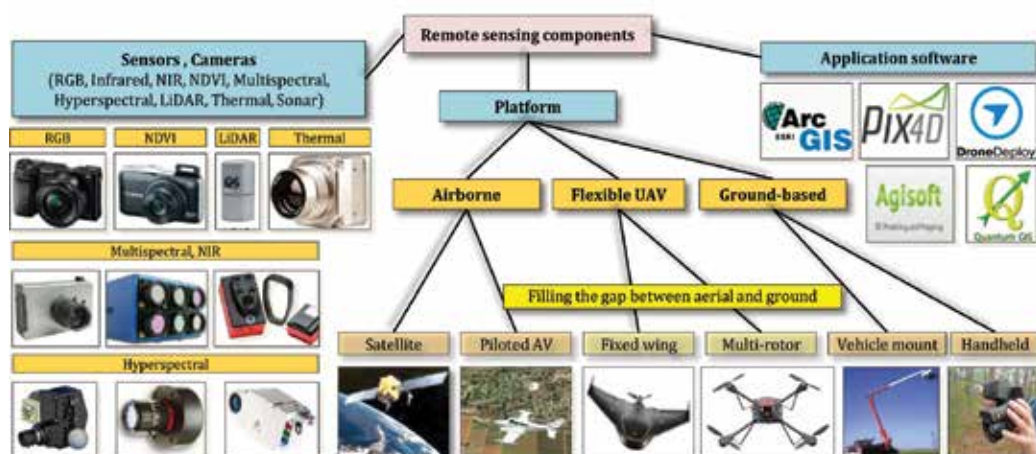 Remote sensing components
Sensors , Cameras
(RGB, Infrared, NIR, NDVI, Multispectral,
Hyperspectral, LiDAR, Thermal, Sonar)
Application software
Platform
Arc
ESRI
GIS
PIX4D
DroneDeploy
RGB
NDVI
LiDAR
Thermal
Airborne
Flexible UAV
Ground-based
Agisoft
Quantum GIS
Multispectral, NIR
Filling the gap between aerial and ground
Satellite
Piloted AV
Fixed wing
Multi-rotor
Vehicle mount
Handheld
Hyperspectral